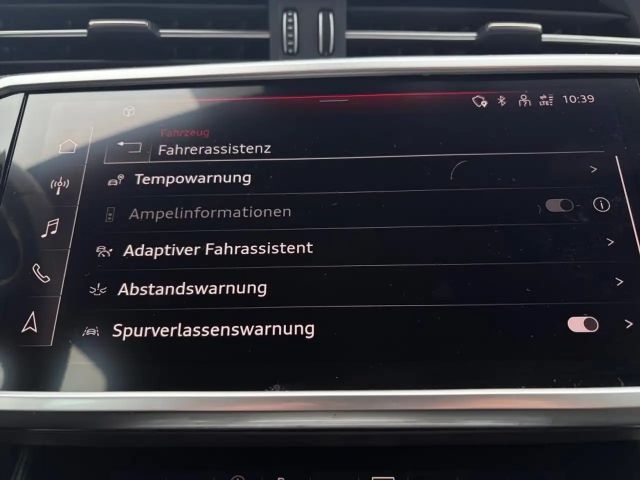 10:39
Fahrzeug
Fahrerassistenz
Tempowarnung
Ampelinformationen
Adaptiver Fahrassistent
Abstandswarnung
Spurverlassenswarnung